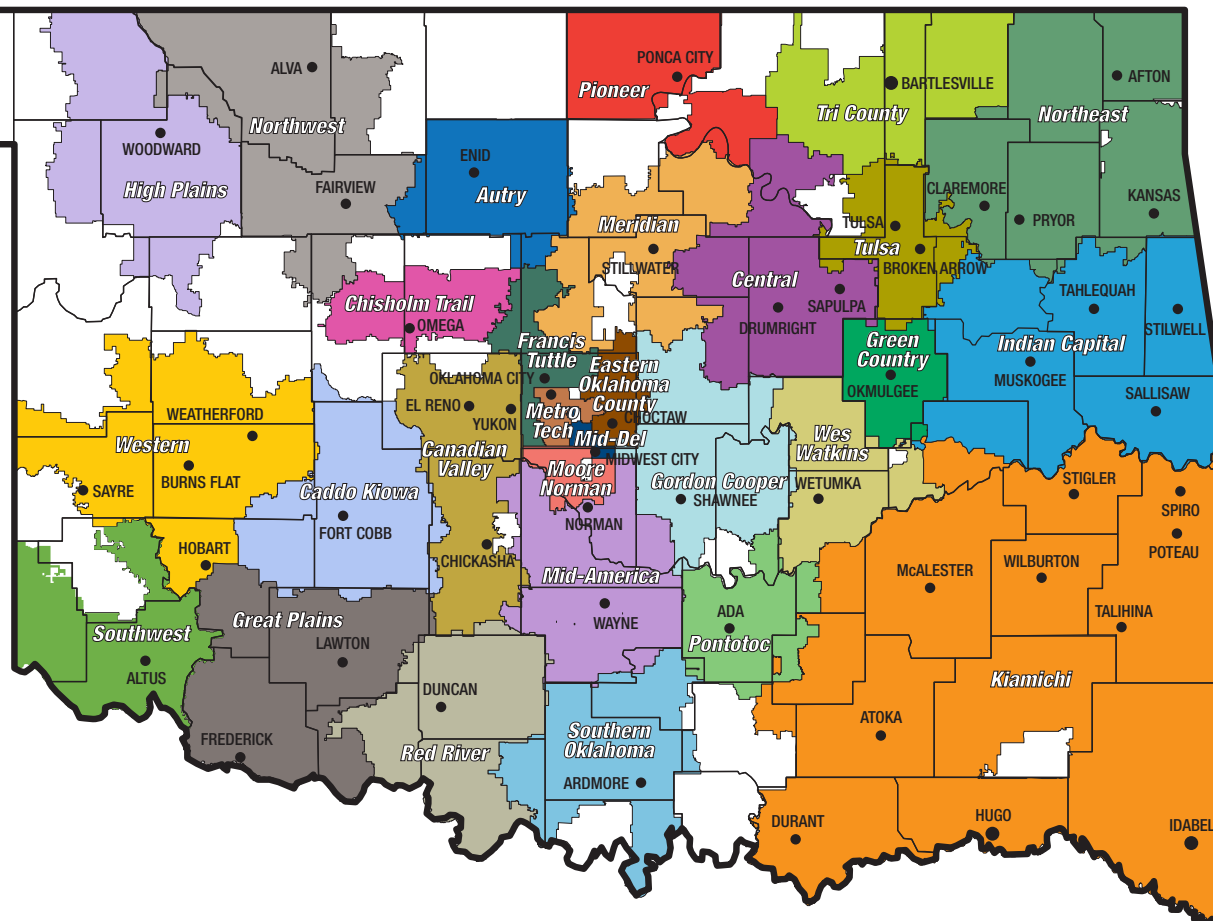 PONCA CITY
ALVA
AFTON
Pioneer
BARTLESVILLE
Tri County
Northeast
Northwest
WOODWARD
ENID
High Plains
FAIRVIEW
Autry
CLAREMORE
KANSAS
Meridian
TULSA
PRYOR
Tulsa
STILLWATER
BROKEN ARROW
Central
TAHLEQUAH
Chisholm Trail
SAPULPA
OMEGA
DRUMRIGHT
STILWELL
Francis
Tuttle
Green
Country
Indian Capital
Eastern
Oklahoma
County
OKLAHOMA CITY
OKMULGEE
MUSKOGEE
SALLISAW
EL RENO
YUKON
Metro
Tech
CHOCTAW
WEATHERFORD
Mid-Del
Wes
Watkins
Western
Canadian
Valley
MIDWEST CITY
BURNS FLAT
Moore
Norman
Gordon Cooper
WETUMKA
STIGLER
SAYRE
Caddo Kiowa
SHAWNEE
SPIRO
FORT COBB
NORMAN
HOBART
CHICKASHA
POTEAU
Mid-America
McALESTER
WILBURTON
Great Plains
WAYNE
ADA
TALIHINA
Southwest
LAWTON
Pontotoc
ALTUS
DUNCAN
Kiamichi
ATOKA
FREDERICK
Red River
Southern
Oklahoma
ARDMORE
DURANT
HUGO
IDABEL